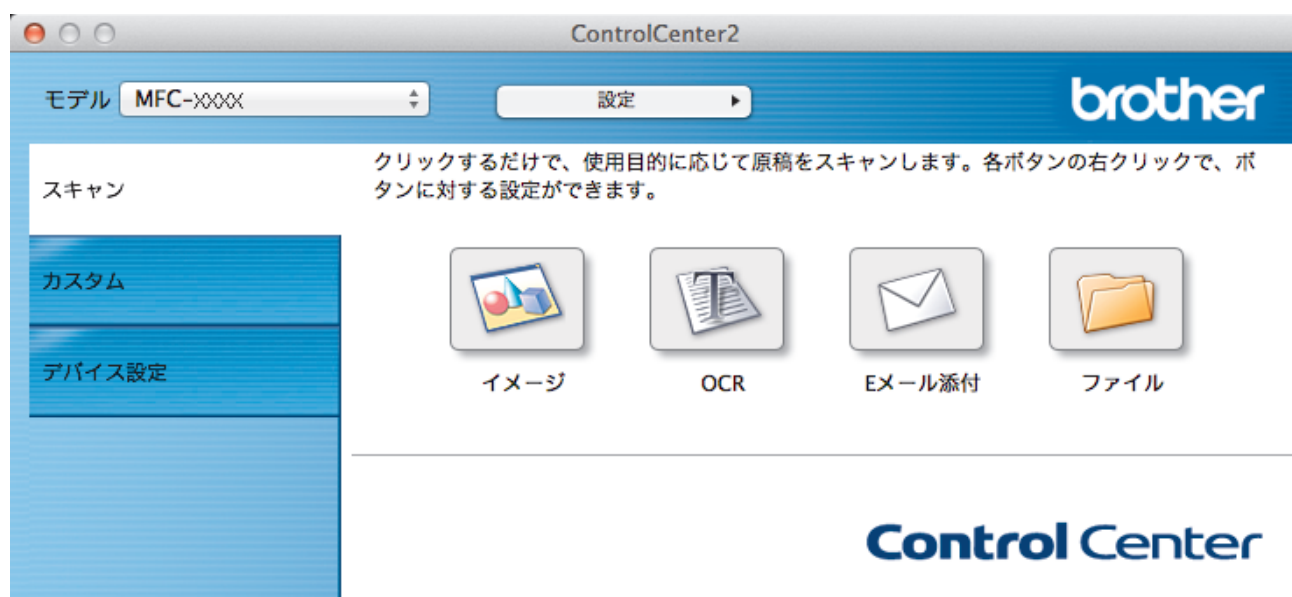 ControlCenter2
モデル MFC-XXXX 設定
brother
スキャン
クリックするだけで、使用目的に応じて原稿をスキャンします。各ボタンの右クリックで、ボ
タンに対する設定ができます。
カスタム
デバイス設定
イメージ OCR Eメール添付 ファイル
Control Center